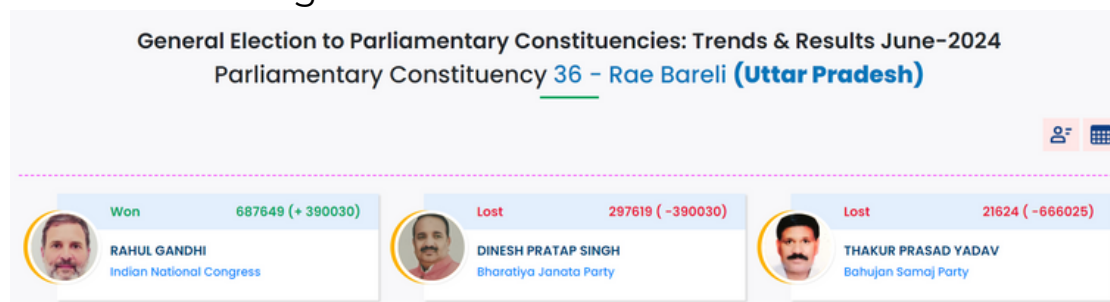 General Election to Parliamentary Constituencies: Trends & Results June-2024
Parliamentary Constituency 36 - Rae Bareli (Uttar Pradesh)
Won 687649 (+ 390030)
RAHUL GANDHI
Indian National Congress
Lost 297619 ( -390030)
DINESH PRATAP SINGH
Bharatiya Janata Party
Lost 21624 ( -666025)
THAKUR PRASAD YADAV
Bahujan Samaj Party